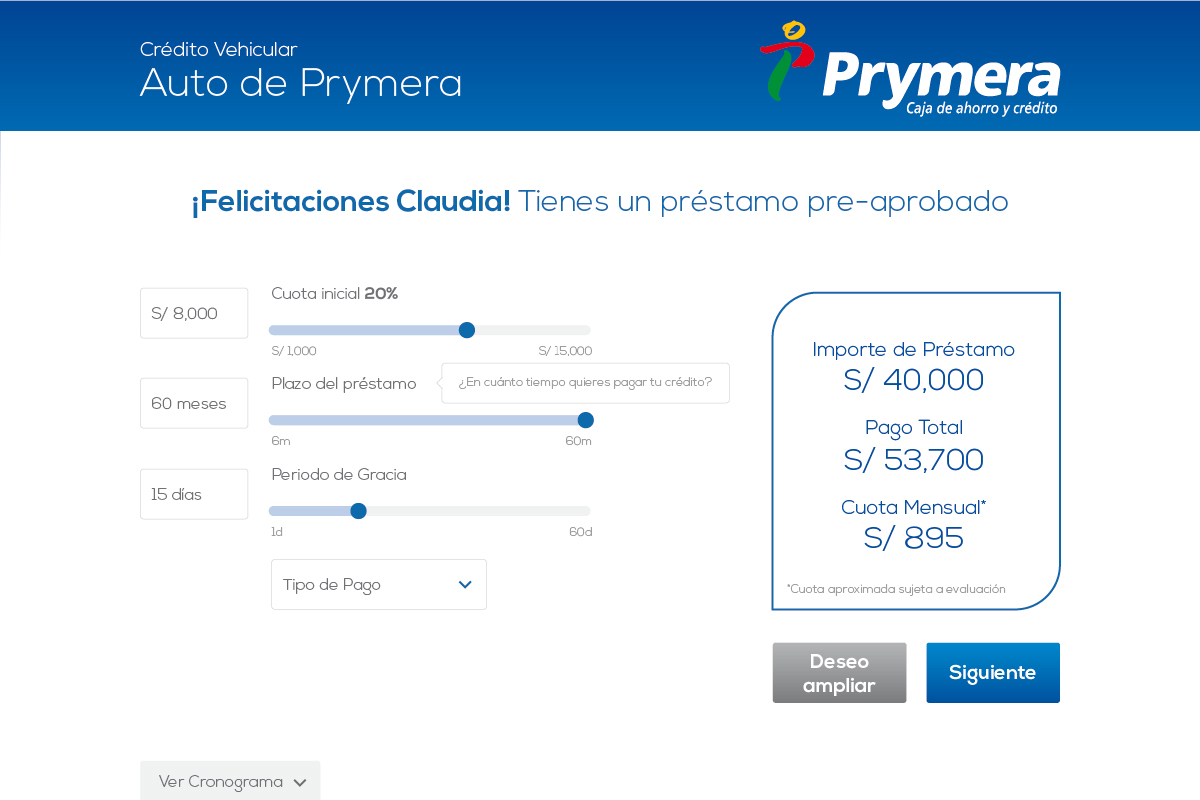 Crédito Vehicular
Auto de Prymera
Prymera
Caja de ahorro y crédito
¡Felicitaciones Claudia! Tienes un préstamo pre-aprobado
S/ 8,000
Cuota inicial 20%
S/ 1,000
S/ 15,000
60 meses
Plazo del préstamo
¿En cuánto tiempo quieres pagar tu crédito?
6m
60m
15 días
Periodo de Gracia
1d
60d
Tipo de Pago
Importe de Préstamo
S/ 40,000
Pago Total
S/ 53,700
Cuota Mensual*
S/ 895
*Cuota aproximada sujeta a evaluación
Deseo
ampliar
Siguiente
Ver Cronograma